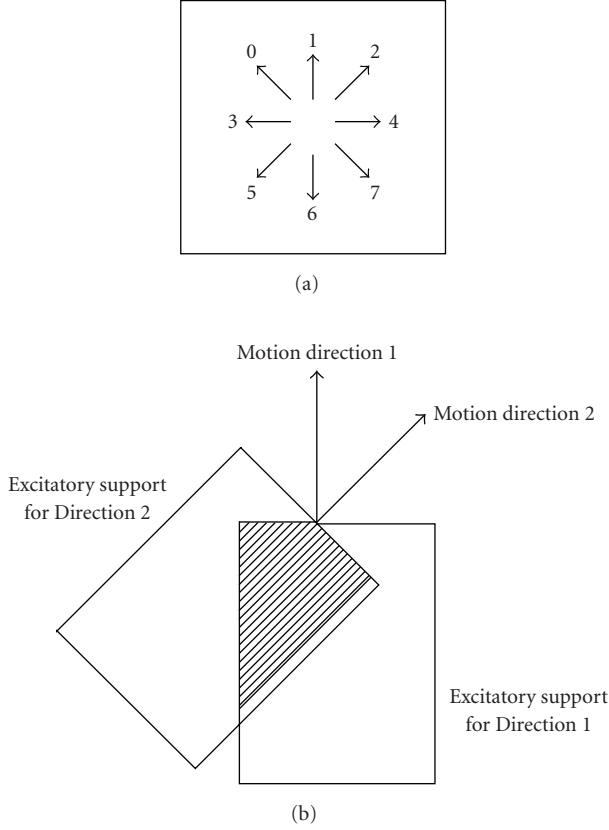 0 1 2
3 4
5 6 7
(a)
Motion direction 1
Motion direction 2
Excitatory support
for Direction 2
Excitatory support
for Direction 1
(b)